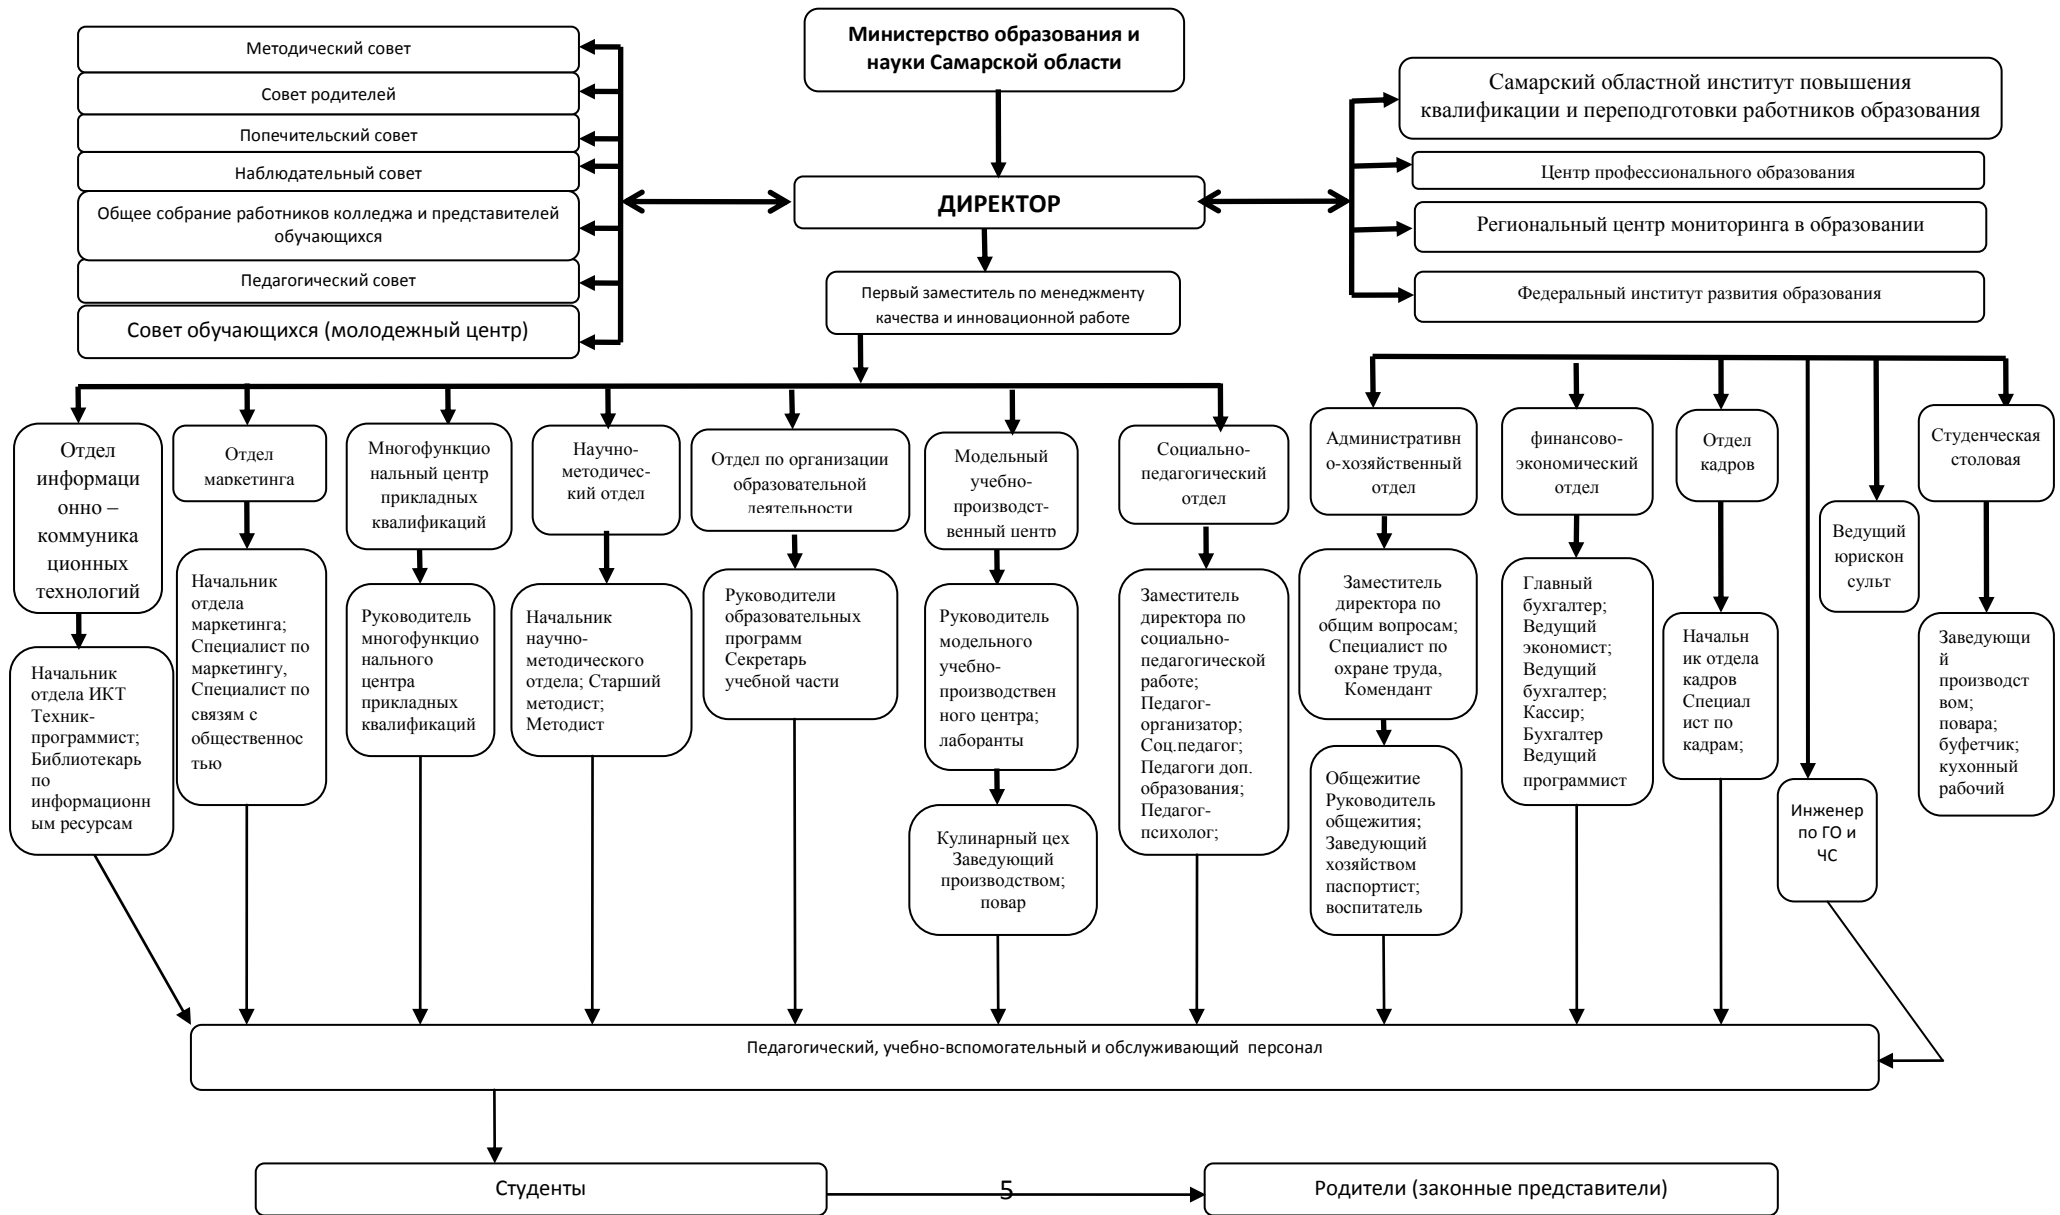 Министерство образования и
науки Самарской области
Методический совет
Совет родителей
Попечительский совет
Наблюдательный совет
Общее собрание работников колледжа и представителей
обучающихся
Педагогический совет
Совет обучающихся (молодежный центр)
ДИРЕКТОР
Первый заместитель по менеджменту
качества и инновационной работе
Самарский областной институт повышения
квалификации и переподготовки работников образования
Центр профессионального образования
Региональный центр мониторинга в образовании
Федеральный институт развития образования
Отдел
информаци
онно –
коммуника
ционных
технологий
Отдел
маркетинга
Многофункцио
нальный центр
прикладных
квалификаций
Научно-
методичес-
кий отдел
Отдел по организации
образовательной
деятельности
Модельный
учебно-
производст-
венный центр
Социально-
педагогический
отдел
Административн
о-хозяйственный
отдел
финансово-
экономический
отдел
Отдел
кадров
Студенческая
столовая
Ведущий
юрискон
сульт
Начальник
отдела ИКТ
Техник-
программист;
Библиотекарь
по
информационн
ым ресурсам
Начальник
отдела
маркетинга;
Специалист по
маркетингу,
Специалист по
связям с
общественнос
тью
Руководитель
многофункцио
нального
центра
прикладных
квалификаций
Начальник
научно-
методического
отдела; Старший
методист;
Методист
Руководители
образовательных
программ
Секретарь
учебной части
Руководитель
модельного
учебно-
производствен
ного центра;
лаборанты
Кулинарный цех
Заведующий
производством;
повар
Заместитель
директора по
социально-
педагогической
работе;
Педагог-
организатор;
Соц.педагог;
Педагоги доп.
образования;
Педагог-
психолог;
Заместитель
директора по
общим вопросам;
Специалист по
охране труда,
Комендант
Общежитие
Руководитель
общежития;
Заведующий
хозяйством
паспортист;
воспитатель
Главный
бухгалтер;
Ведущий
экономист;
Ведущий
бухгалтер;
Кассир;
Бухгалтер
Ведущий
программист
Начальн
ик отдела
кадров
Специал
ист по
кадрам;
Инженер
по ГО и
ЧС
Заведующи
й
производст
вом;
повара;
буфетчик;
кухонный
рабочий
Педагогический, учебно-вспомогательный и обслуживающий персонал
Студенты
5
Родители (законные представители)